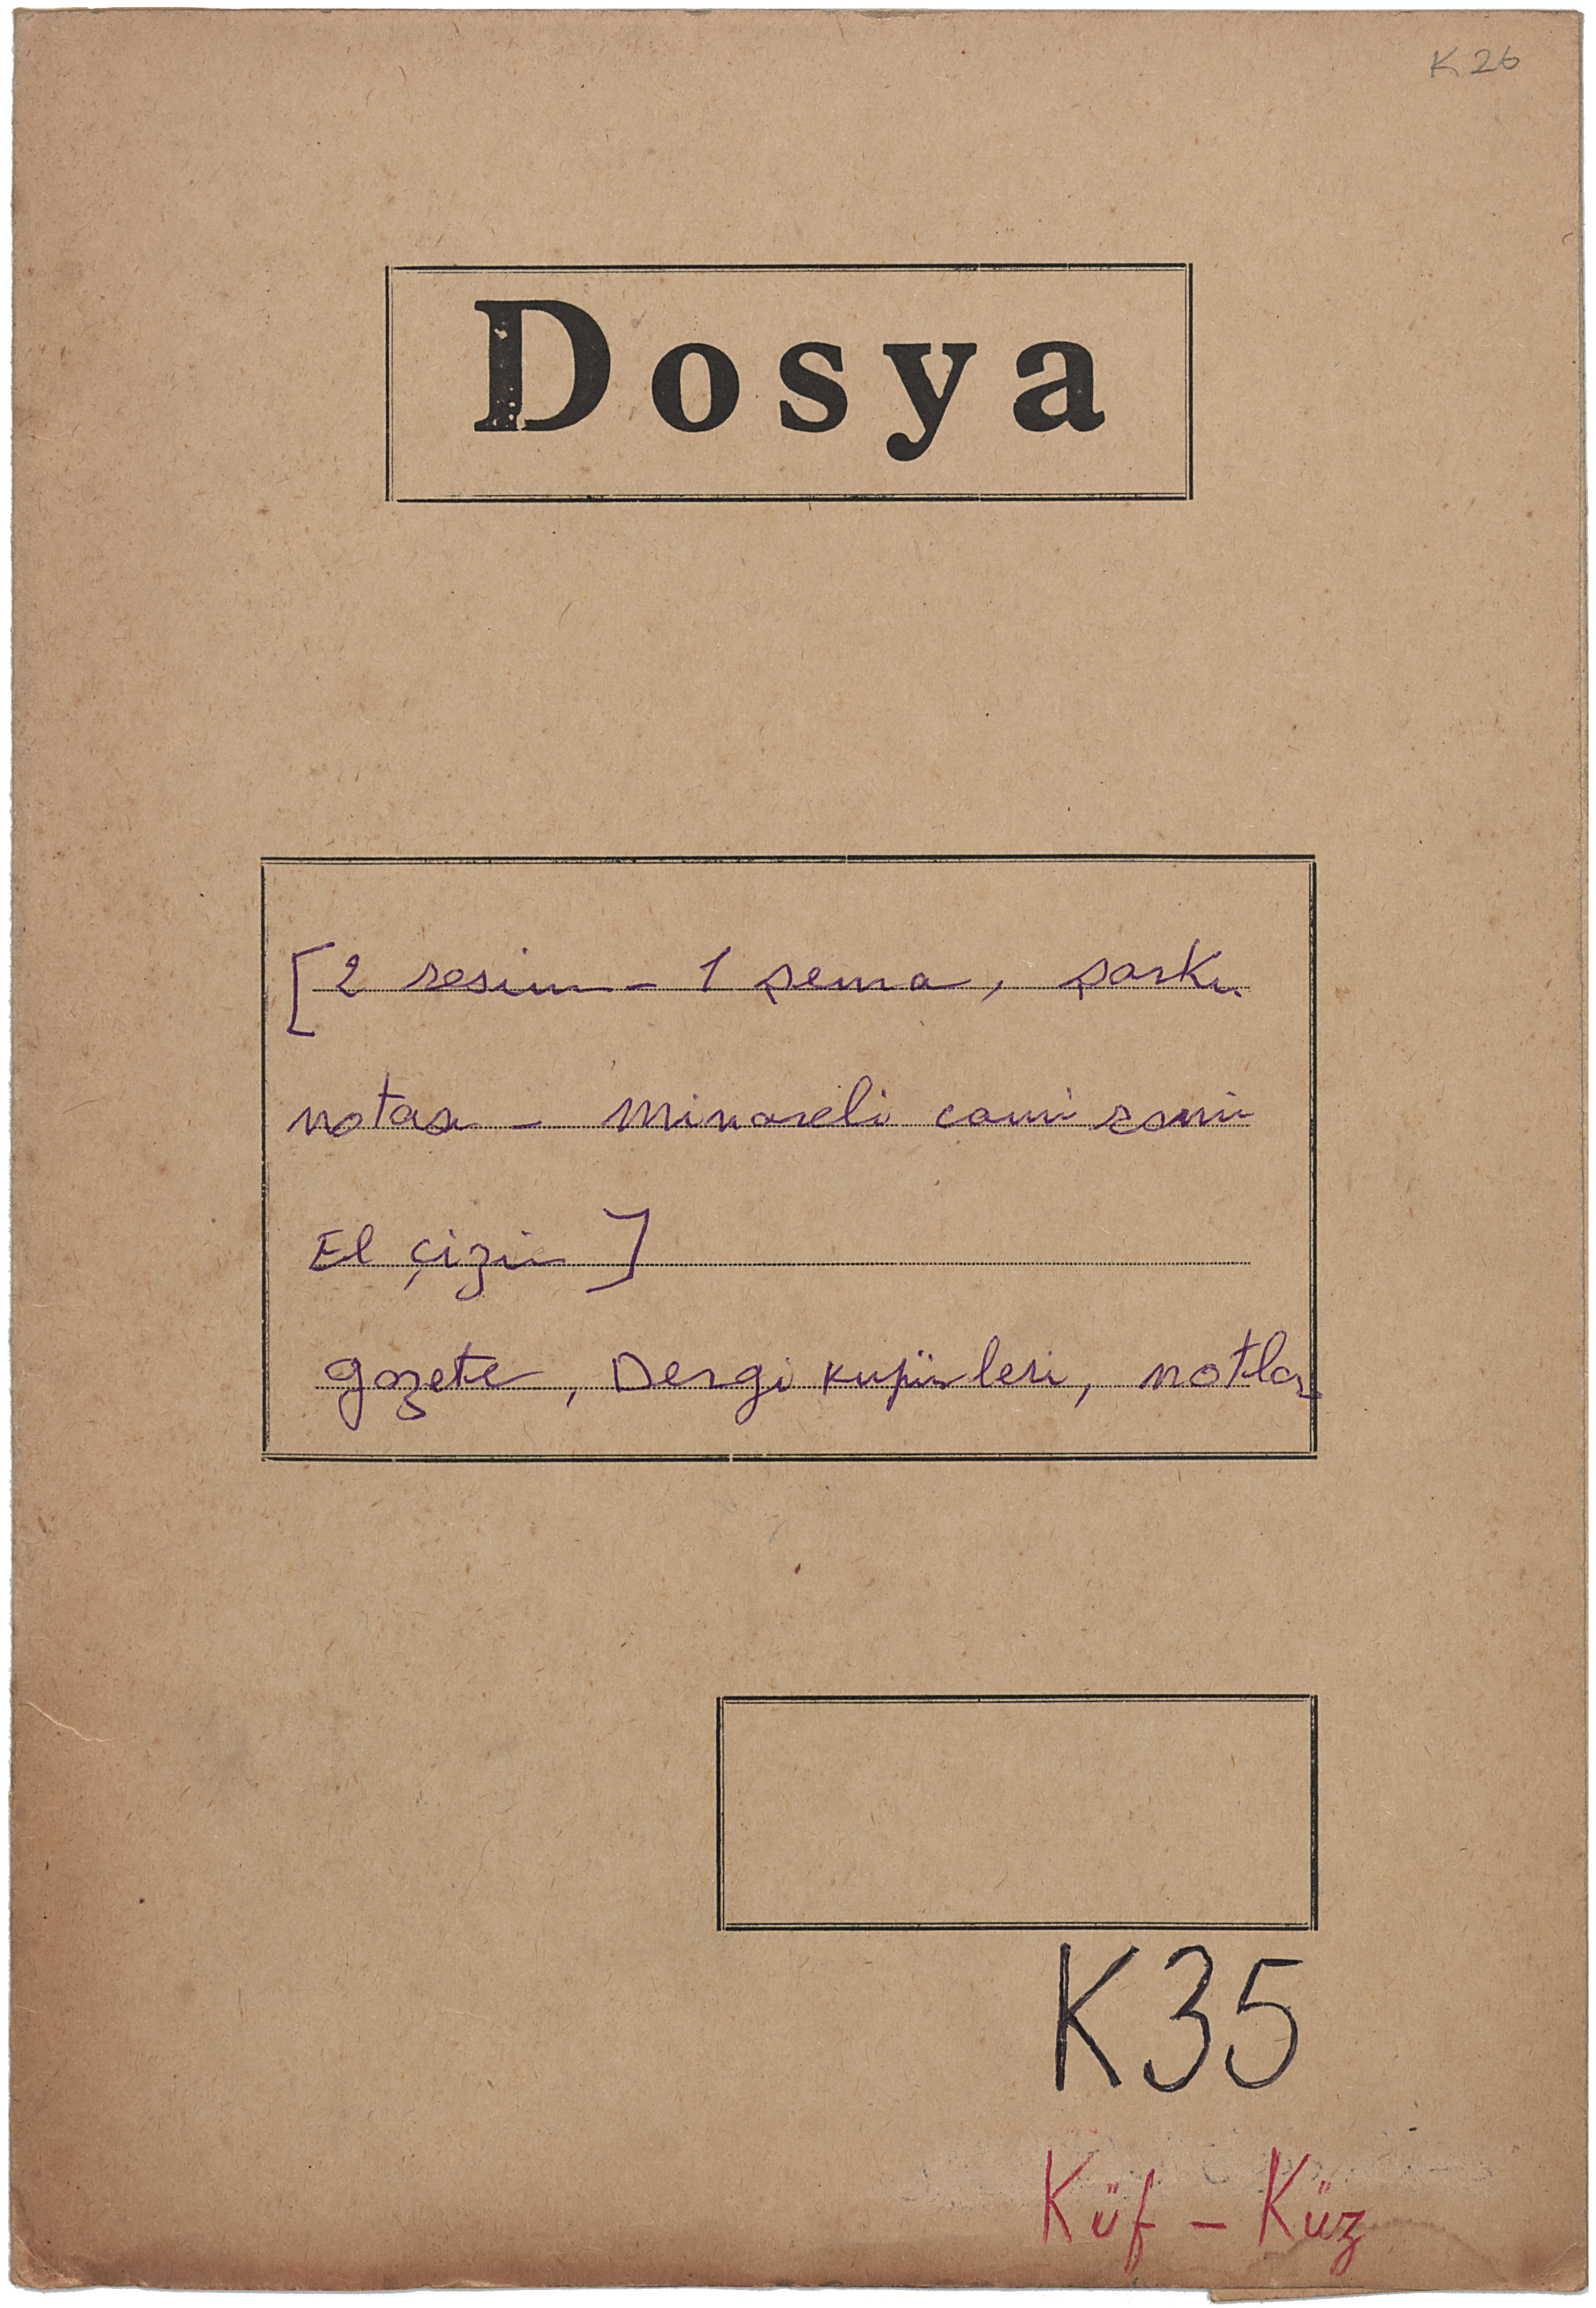 K 26
Dosya
[2 resim - 1 şema, şarkı
notası - Minareli cami resmi
El çizim ]
gazete, Dergi kupürleri, notlar
K35
Küf - Küz